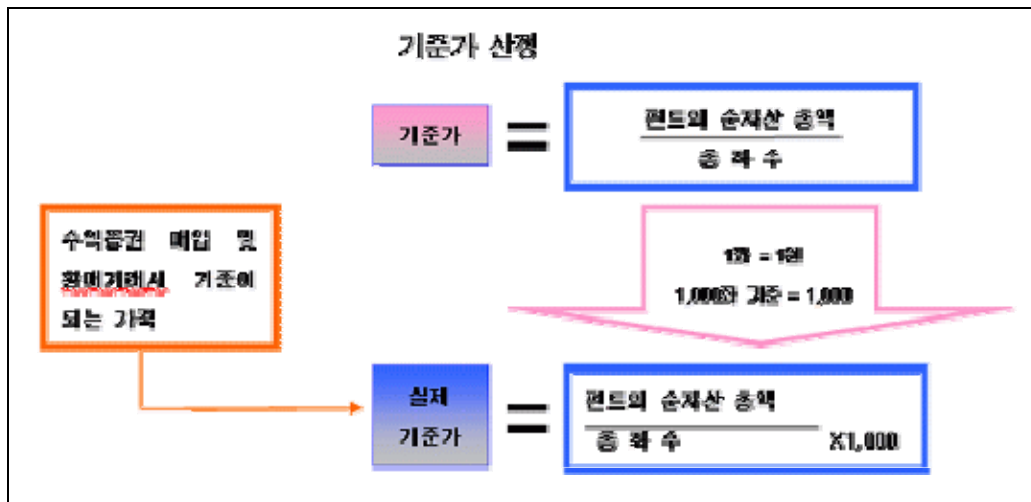 기준가 산정
기준가
=
펀드의 순자산 총액
총 좌 수
수익증권 매입 및
환매거래시 기준이
되는 가격
1좌 = 1원
1,000좌 기준 = 1,000
실제
기준가
=
펀드의 순자산 총액
총 좌 수 X1,000